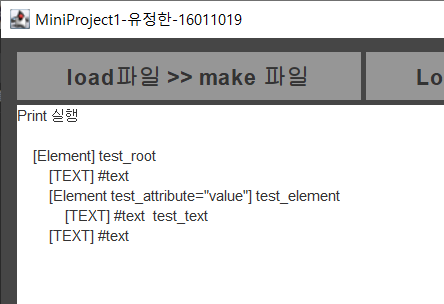 MiniProject1-유정한-16011019
load파일 >> make 파일 Lo
Print 실행
[Element] test_root
[TEXT] #text
[Element test_attribute="value"] test_element
[TEXT] #text test_text
[TEXT] #text